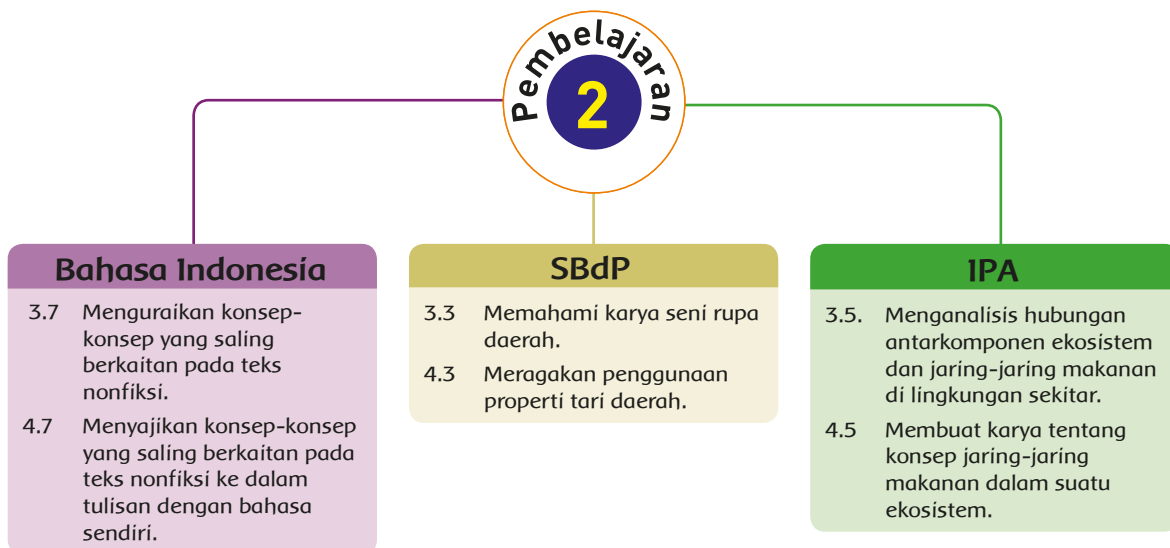 Pembelajaran
2
Bahasa Indonesia
3.7 Menguraikan konsep-
konsep yang saling
berkaitan pada teks
nonfiksi.
4.7 Menyajikan konsep-konsep
yang saling berkaitan pada
teks nonfiksi ke dalam
tulisan dengan bahasa
sendiri.
SBdP
3.3 Memahami karya seni rupa
daerah.
4.3 Meragakan penggunaan
properti tari daerah.
IPA
3.5. Menganalisis hubungan
antarkomponen ekosistem
dan jaring-jaring makanan
di lingkungan sekitar.
4.5 Membuat karya tentang
konsep jaring-jaring
makanan dalam suatu
ekosistem.